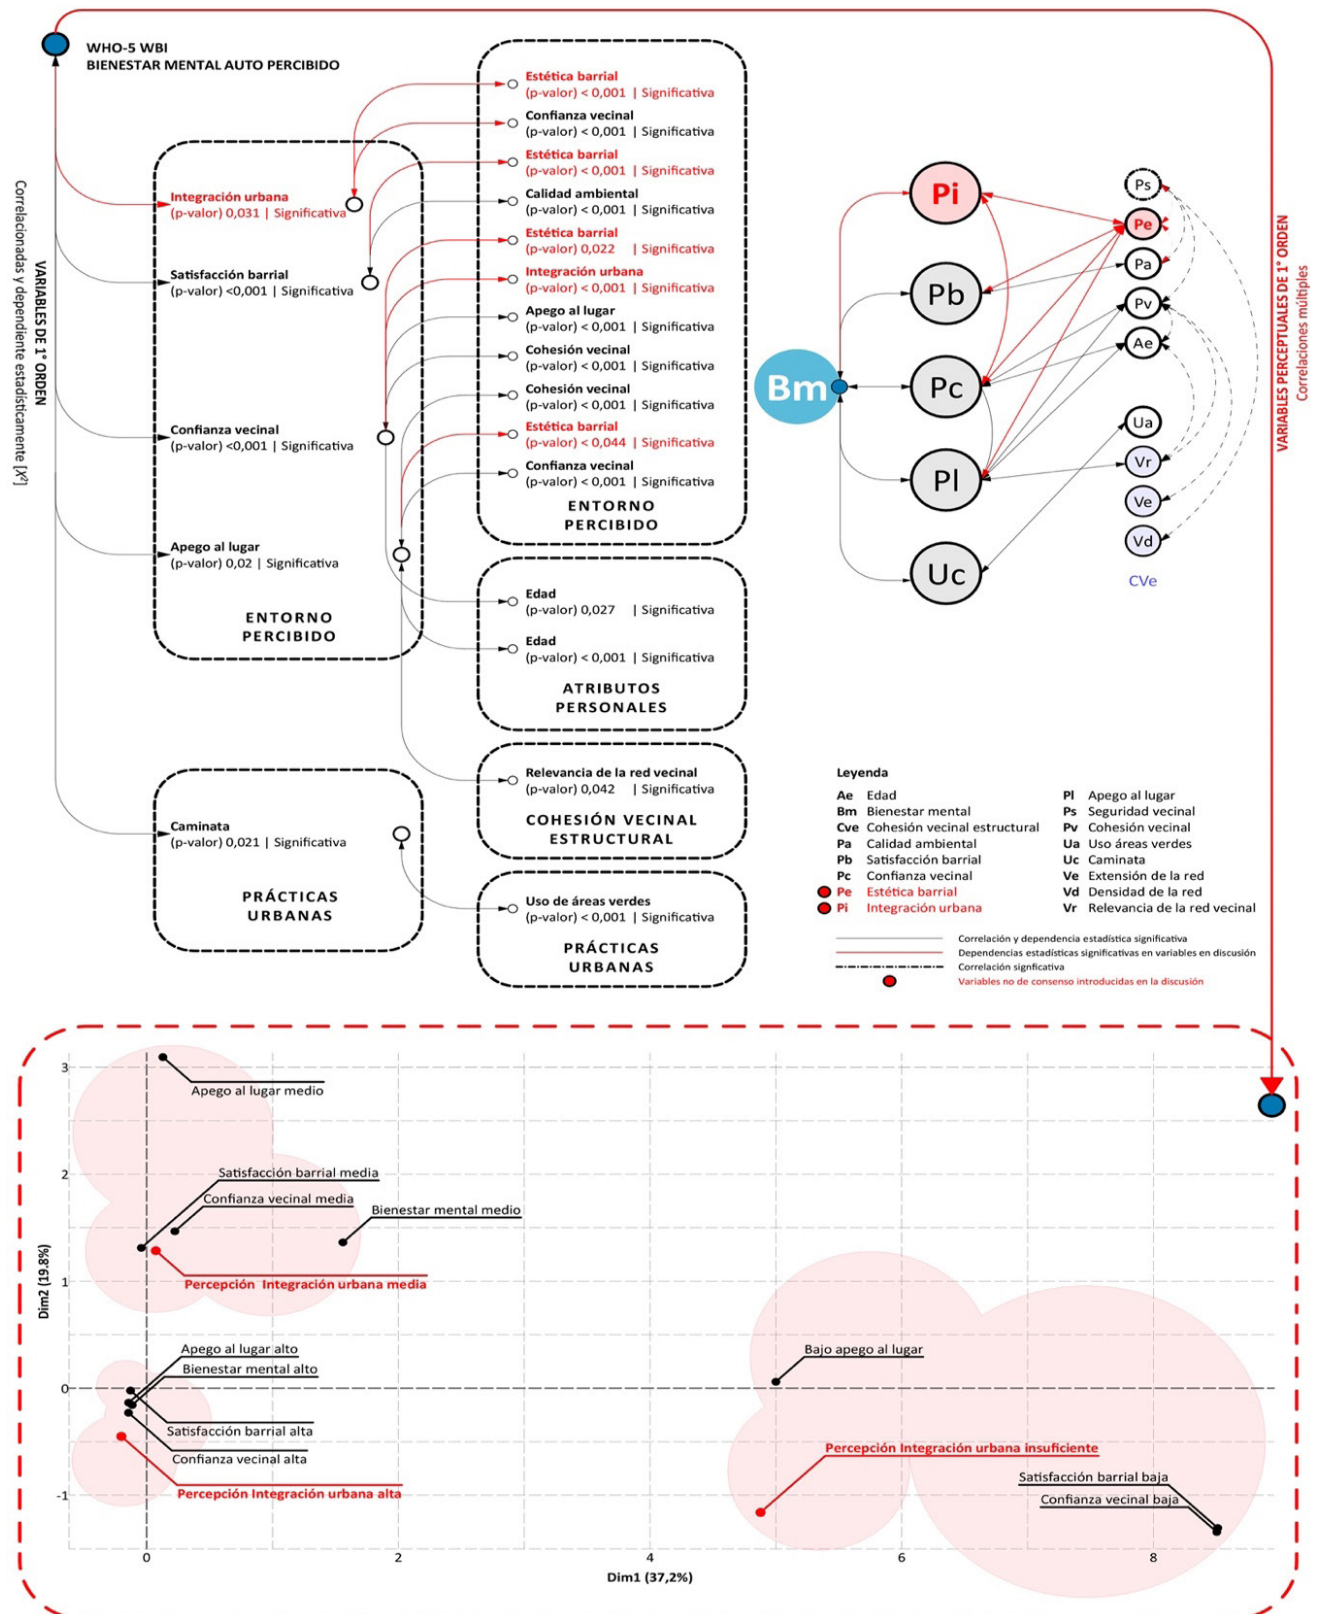 WHO-5 WBI
BIENESTAR MENTAL AUTO PERCIBIDO
VARIABLES DE 1° ORDEN
Correlacionadas y dependiente estadísticamente [X²]
Integración urbana
(p-valor) 0,031 | Significativa
Satisfacción barrial
(p-valor) <0,001 | Significativa
Confianza vecinal
(p-valor) <0,001 | Significativa
Apego al lugar
(p-valor) 0,02 | Significativa
ENTORNO
PERCIBIDO
Caminata
(p-valor) 0,021 | Significativa
PRÁCTICAS
URBANAS
Estética barrial
(p-valor) < 0,001 | Significativa
Confianza vecinal
(p-valor) < 0,001 | Significativa
Estética barrial
(p-valor) < 0,001 | Significativa
Calidad ambiental
(p-valor) < 0,001 | Significativa
Estética barrial
(p-valor) 0,022 | Significativa
Integración urbana
(p-valor) < 0,001 | Significativa
Apego al lugar
(p-valor) < 0,001 | Significativa
Cohesión vecinal
(p-valor) < 0,001 | Significativa
Cohesión vecinal
(p-valor) < 0,001 | Significativa
Estética barrial
(p-valor) < 0,044 | Significativa
Confianza vecinal
(p-valor) < 0,001 | Significativa
ENTORNO
PERCIBIDO
Edad
(p-valor) 0,027 | Significativa
Edad
(p-valor) < 0,001 | Significativa
ATRIBUTOS
PERSONALES
Relevancia de la red vecinal
(p-valor) 0,042 | Significativa
COHESIÓN VECINAL
ESTRUCTURAL
Uso de áreas verdes
(p-valor) < 0,001 | Significativa
PRÁCTICAS
URBANAS
Bm
Pi
Pb
Pc
Pl
Uc
Ps
Pe
Pa
Pv
Ae
Ua
Vr
Ve
Vd
CVe
VARIABLES PERCEPTUALES DE 1° ORDEN
Correlaciones múltiples
Leyenda
Ae Edad
Bm Bienestar mental
Cve Cohesión vecinal estructural
Pa Calidad ambiental
Pb Satisfacción barrial
Pc Confianza vecinal
Pe Estética barrial
Pi Integración urbana
Pl Apego al lugar
Ps Seguridad vecinal
Pv Cohesión vecinal
Ua Uso áreas verdes
Uc Caminata
Ve Extensión de la red
Vd Densidad de la red
Vr Relevancia de la red vecinal
Correlación y dependencia estadística significativa
Dependencias estadísticas significativas en variables en discusión
Correlación signficativa
Variables no de consenso introducidas en la discusión
3
2
1
0
-1
Dim2 (19.8%)
Apego al lugar medio
Satisfacción barrial media
Confianza vecinal media
Bienestar mental medio
Percepción Integración urbana media
Apego al lugar alto
Bienestar mental alto
Satisfacción barrial alta
Confianza vecinal alta
Percepción Integración urbana alta
Bajo apego al lugar
Percepción Integración urbana insuficiente
Satisfacción barrial baja
Confianza vecinal baja
0 2 4 6 8
Dim1 (37,2%)